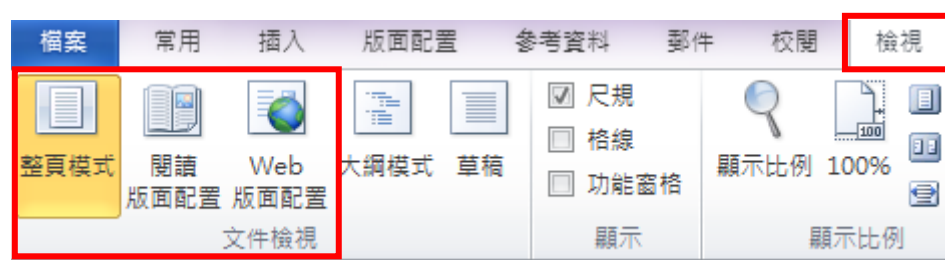 檔案 常用 插入 版面配置 參考資料 郵件 校閱 檢視
整頁模式 閱讀 版面配置 Web 版面配置 大綱模式 草稿
文件檢視
尺規
格線
功能窗格
顯示
顯示比例 100 100%
顯示比例